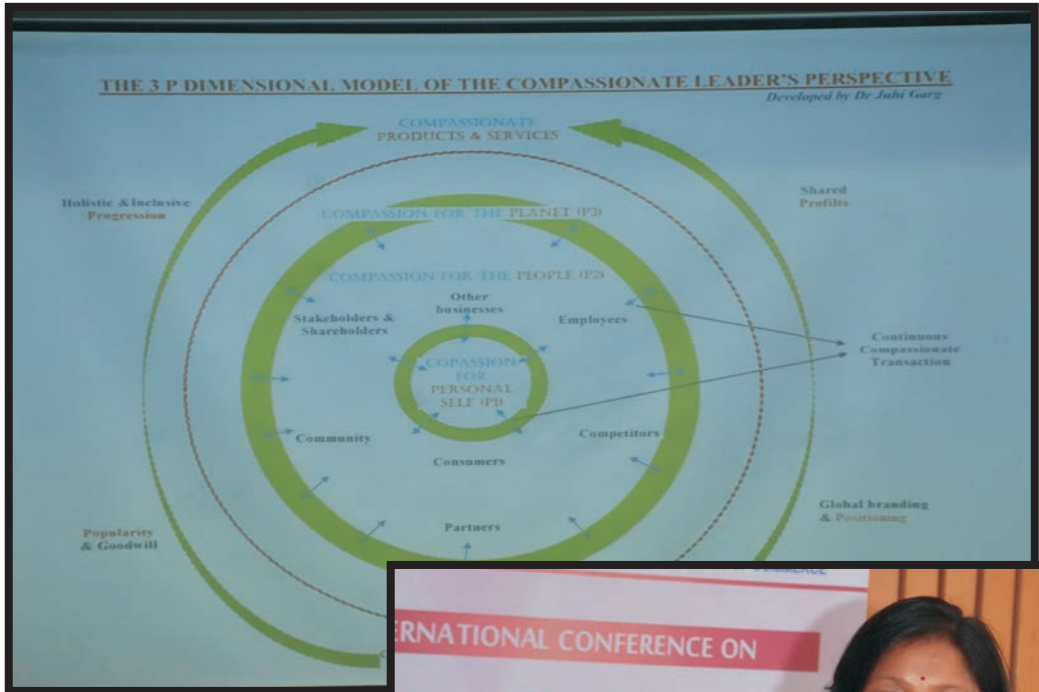 THE 3 P DIMENSIONAL MODEL OF THE COMPASSIONATE LEADER'S PERSPECTIVE
Developed by Dr Juhi Garg
COMPASSIONATE
PRODUCTS & SERVICES
Holistic & Inclusive
Progression
Shared
Profilts
COMPASSION FOR THE PLANET (P3)
COMPASSION FOR THE PEOPLE (P2)
Other
businesses
Stakeholders &
Shareholders
Employees
COPASSION
FOR
PERSONAL
SELF (P1)
Continuous
Compassionate
Transaction
Community
Competitors
Consumers
Partners
Global branding
& Positioning
Popularity
& Goodwill
ERNATIONAL CONFERENCE ON